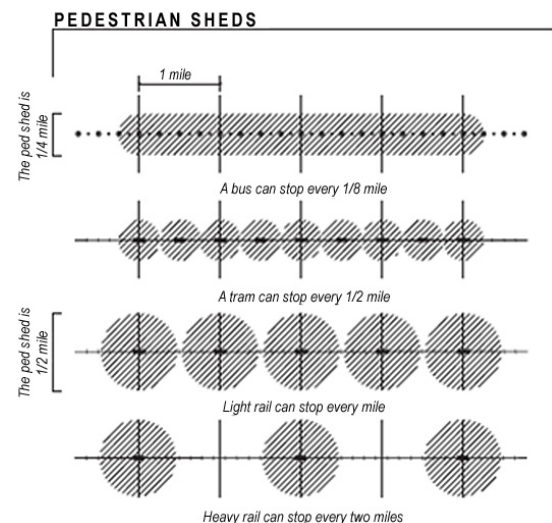 PEDESTRIAN SHEDS
1 mile
The ped shed is
1/4 mile
A bus can stop every 1/8 mile
A tram can stop every 1/2 mile
The ped shed is
1/2 mile
Light rail can stop every mile
Heavy rail can stop every two miles